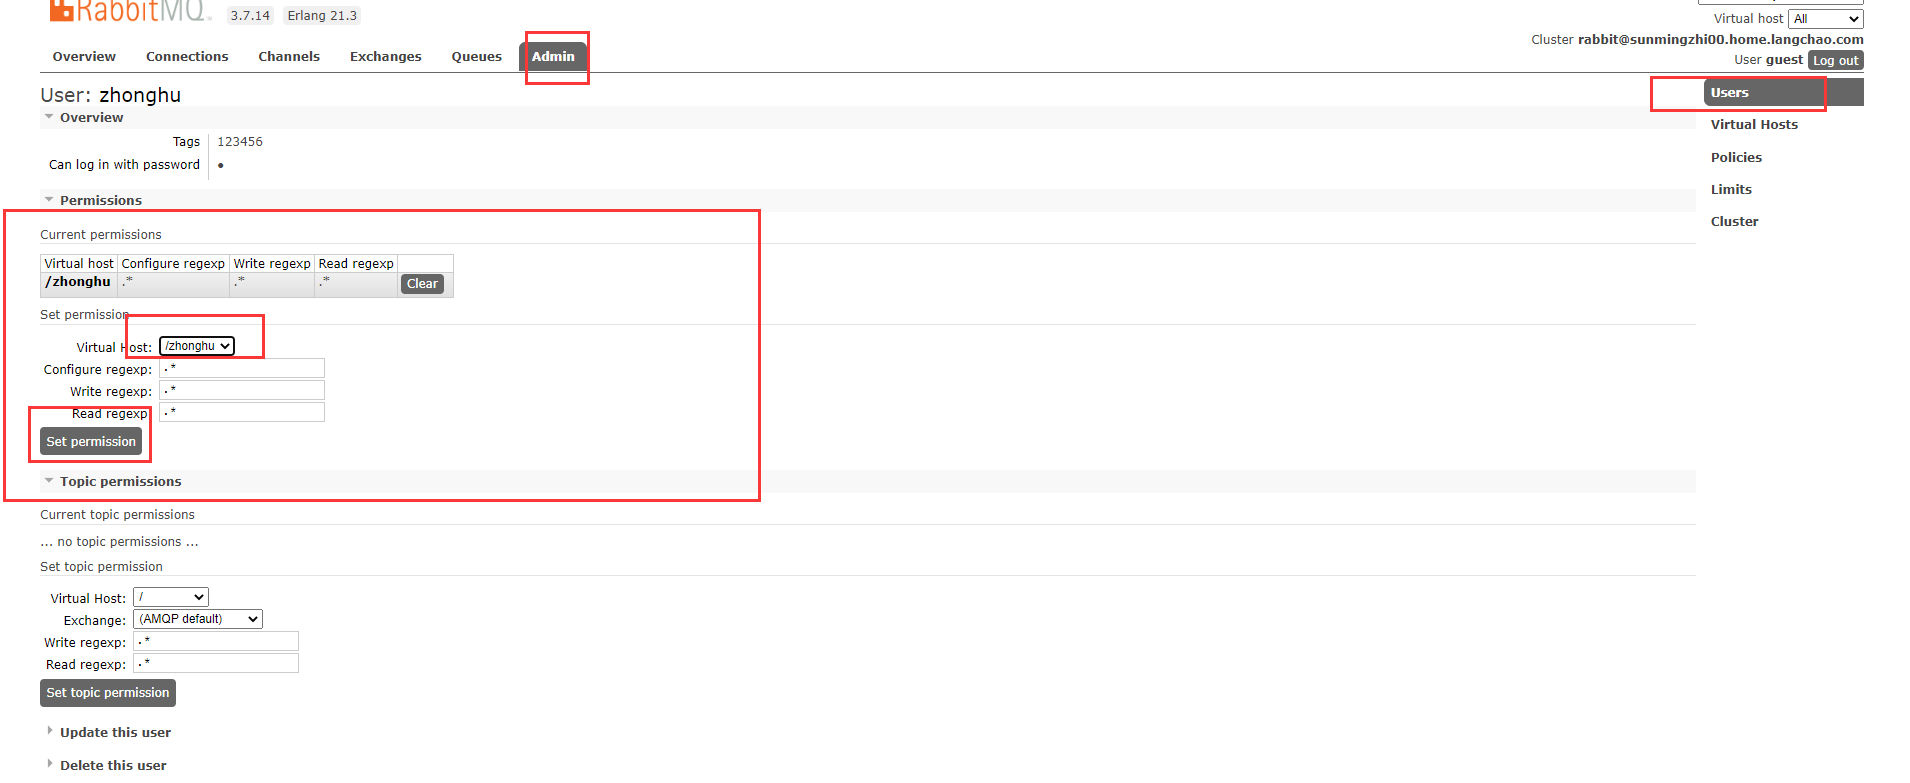 RabbitMQ 3.7.14 Erlang 21.3
Virtual host All
Cluster rabbit@sunmingzhi00.home.langchao.com
User guest Log out
Overview Connections Channels Exchanges Queues Admin
User: zhonghu
Overview
Tags 123456
Can log in with password ●
Permissions
Current permissions
Virtual host Configure regexp Write regexp Read regexp
/zhonghu .* .* .* Clear
Set permission
Virtual Host: /zhonghu
Configure regexp: .*
Write regexp: .*
Read regexp .*
Set permission
Topic permissions
Current topic permissions
... no topic permissions ...
Set topic permission
Virtual Host: /
Exchange: (AMQP default)
Write regexp: .*
Read regexp: .*
Set topic permission
Update this user
Delete this user
Users
Virtual Hosts
Policies
Limits
Cluster